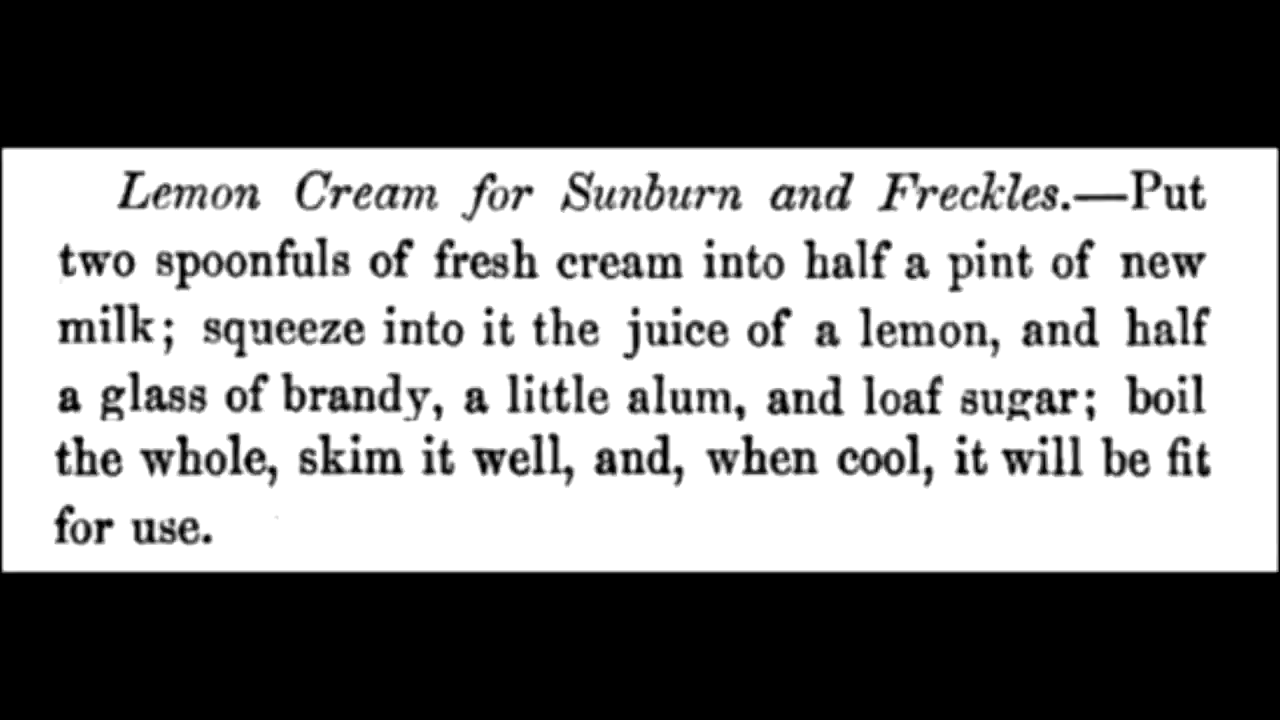 Lemon Cream for Sunburn and Freckles.—Put
two spoonfuls of fresh cream into half a pint of new
milk; squeeze into it the juice of a lemon, and half
a glass of brandy, a little alum, and loaf sugar; boil
the whole, skim it well, and, when cool, it will be fit
for use.